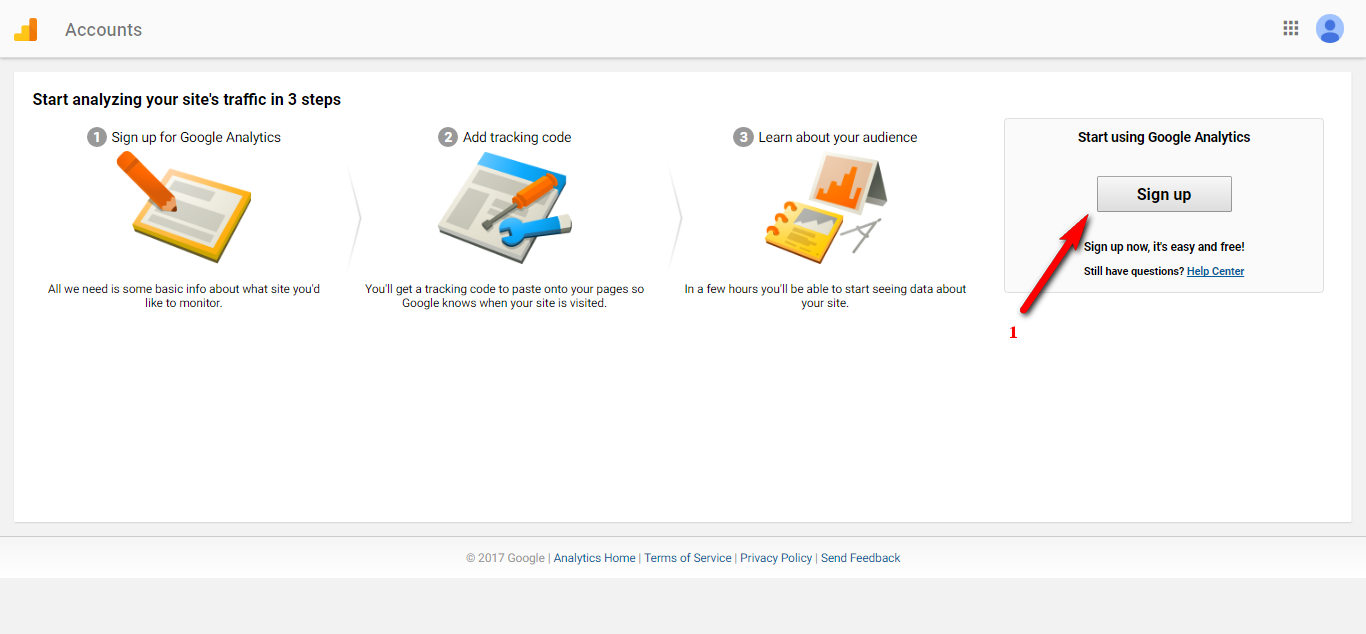 Accounts
Start analyzing your site's traffic in 3 steps
1 Sign up for Google Analytics
All we need is some basic info about what site you'd
like to monitor.
2 Add tracking code
You'll get a tracking code to paste onto your pages so
Google knows when your site is visited.
3 Learn about your audience
In a few hours you'll be able to start seeing data about
your site.
Start using Google Analytics
Sign up
Sign up now, it's easy and free!
Still have questions? Help Center
1
© 2017 Google | Analytics Home | Terms of Service | Privacy Policy | Send Feedback